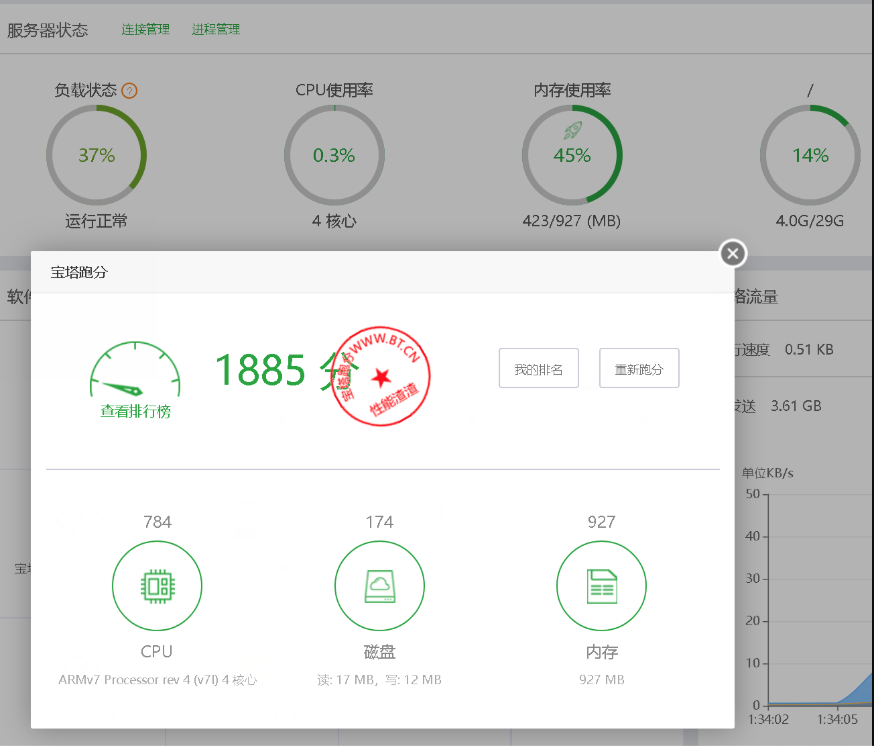 服务器状态 连接管理 进程管理
负载状态 ? CPU使用率 内存使用率 /
37% 0.3% 45% 14%
运行正常 4 核心 423/927 (MB) 4.0G/29G
宝塔跑分
软
络流量
1885 分
宝塔跑分WWW.BT.CN
性能渣渣
查看排行榜
我的排名 重新跑分
行速度 0.51 KB
发送 3.61 GB
单位KB/s
50
40
30
20
10
0
1:34:02 1:34:05
宝
784 174 927
CPU 磁盘 内存
ARMv7 Processor rev 4 (v7l) 4 核心 读: 17 MB, 写: 12 MB 927 MB